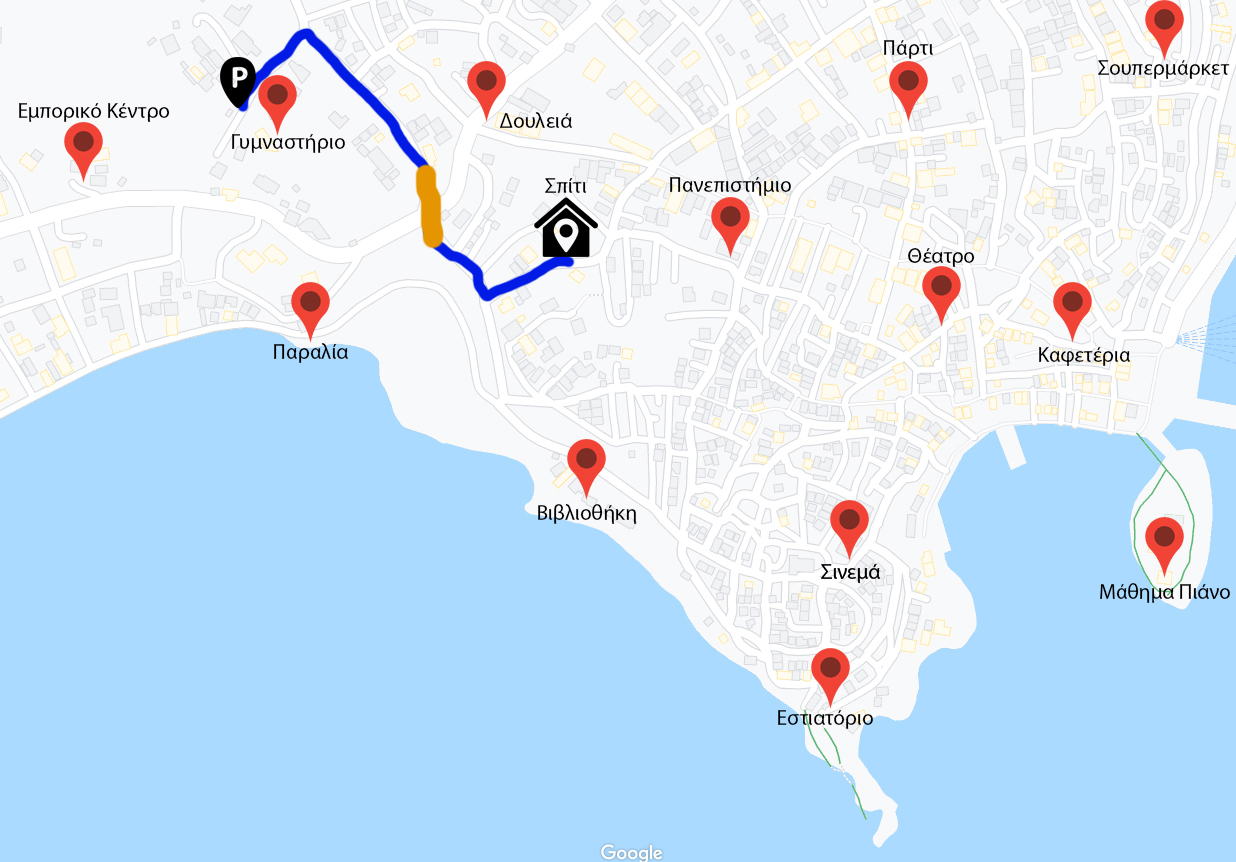 Πάρτι
Σουπερμάρκετ
P
Εμπορικό Κέντρο
Δουλειά
Γυμναστήριο
Σπίτι
Πανεπιστήμιο
Θέατρο
Παραλία
Καφετέρια
Βιβλιοθήκη
Σινεμά
Μάθημα Πιάνο
Εστιατόριο
Google